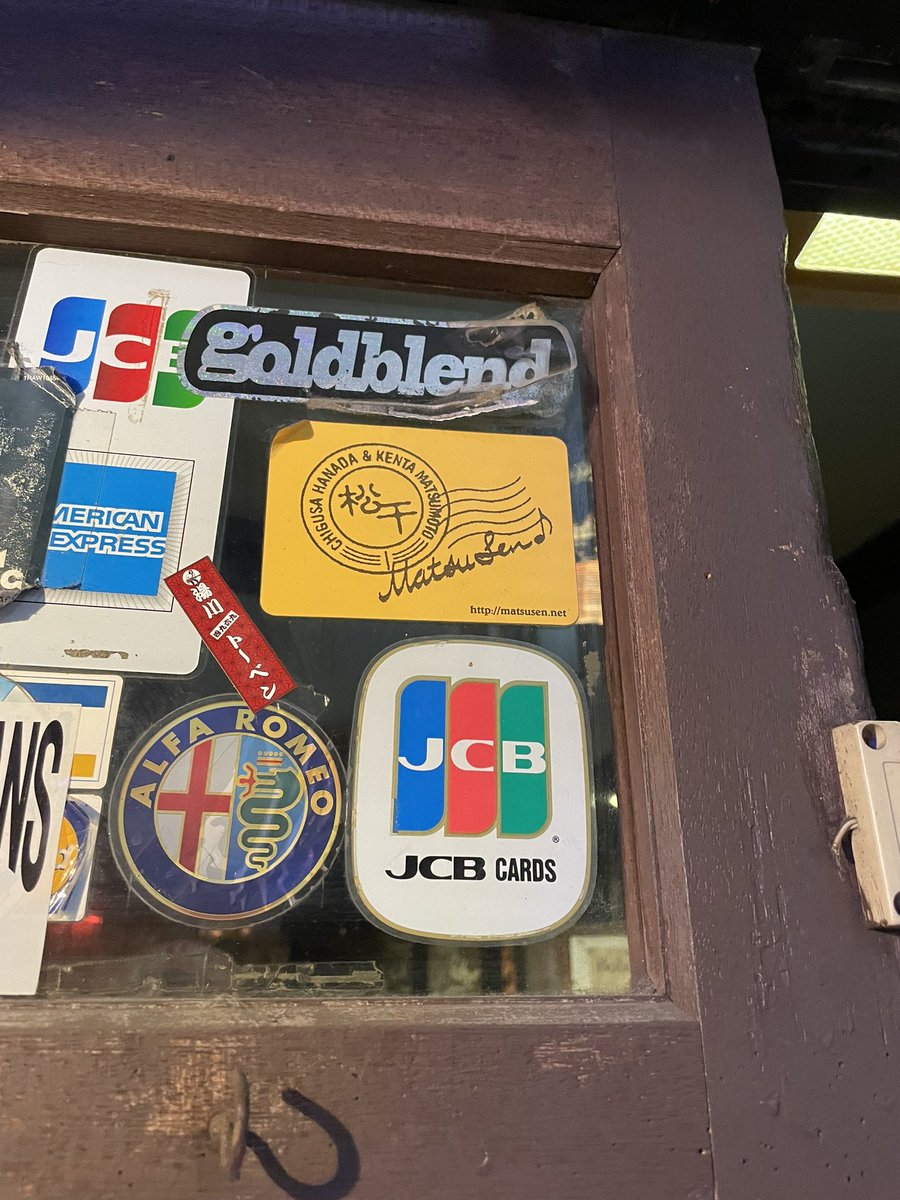 JCB
goldblend
CHIGUSA HANADA & KENTA MATSUMOTO
松千
MatsuSen
http://matsusen.net
AMERICAN
EXPRESS
湯川トーベン
ALFA ROMEO
JCB
®
JCB CARDS